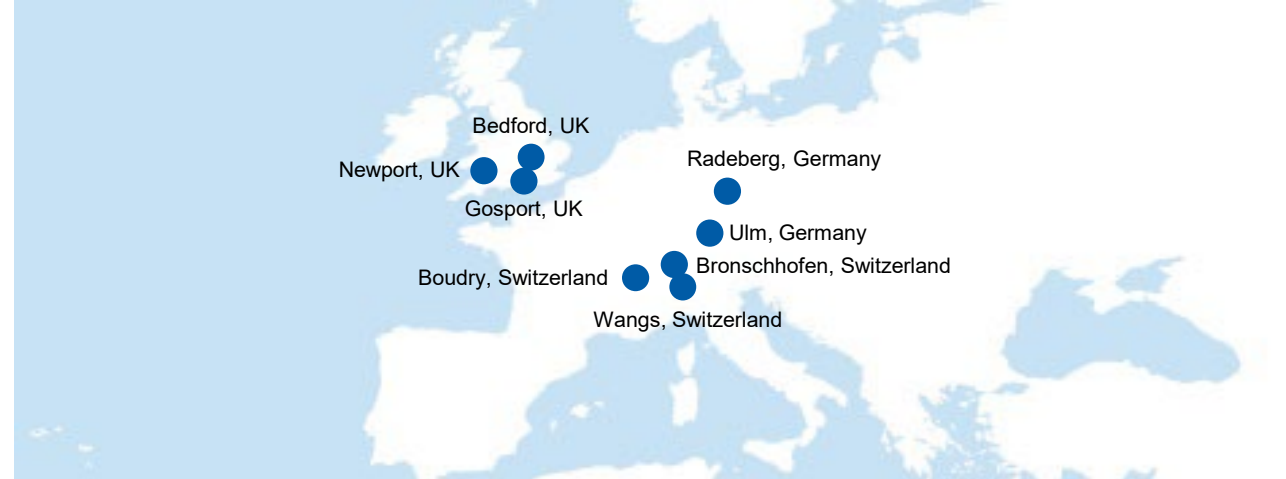 Bedford, UK
Newport, UK
Gosport, UK
Radeberg, Germany
Ulm, Germany
Bronschhofen, Switzerland
Boudry, Switzerland
Wangs, Switzerland